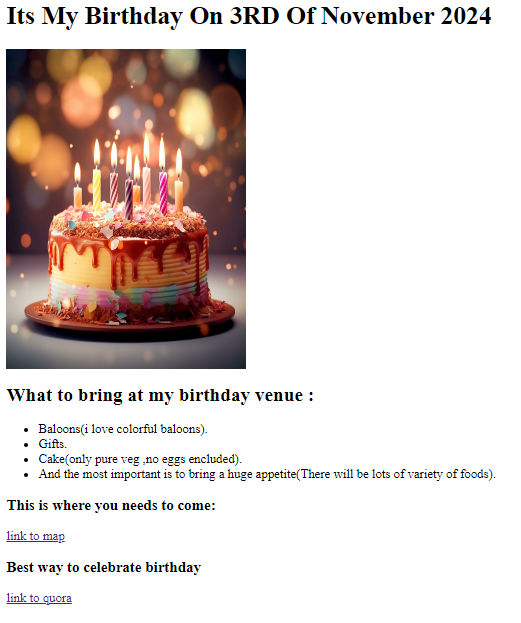 Its My Birthday On 3RD Of November 2024
What to bring at my birthday venue :
Baloons(i love colorful baloons).
Gifts.
Cake(only pure veg ,no eggs encluded).
And the most important is to bring a huge appetite(There will be lots of variety of foods).
This is where you needs to come:
link to map
Best way to celebrate birthday
link to quora